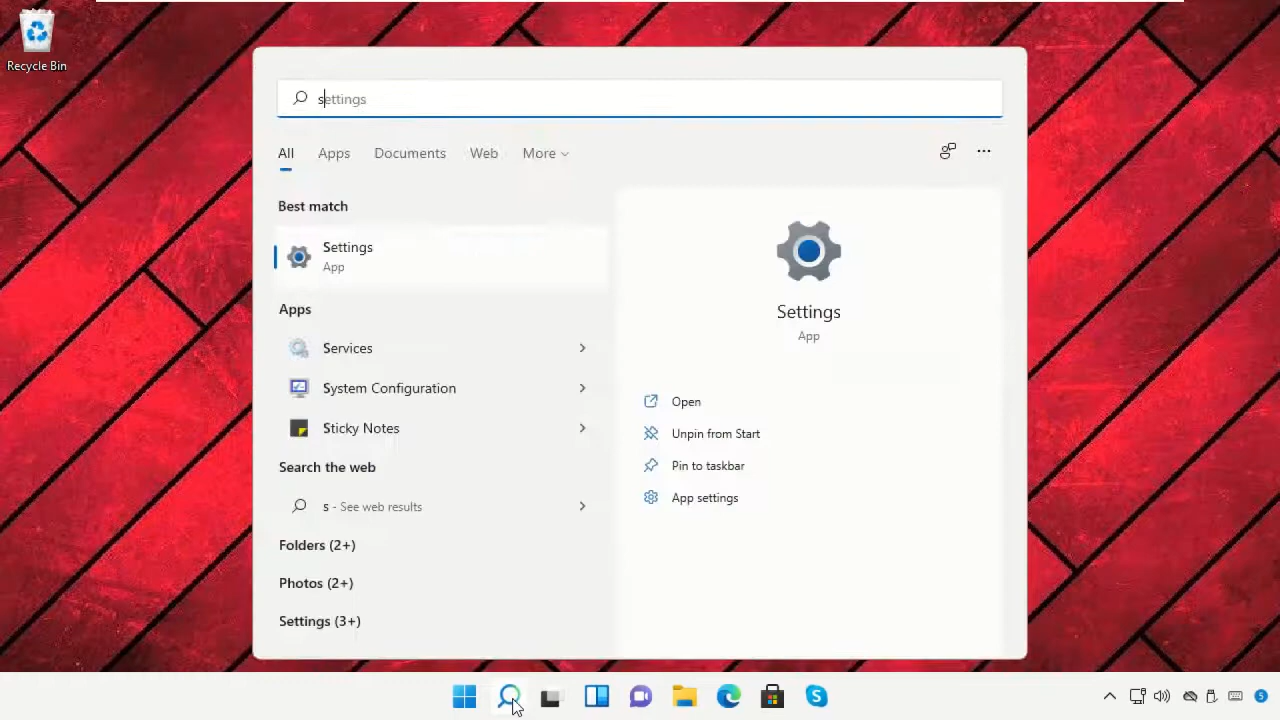 Recycle Bin
settings
All Apps Documents Web More
Best match
Settings
App
Apps
Services
System Configuration
Sticky Notes
Search the web
s - See web results
Folders (2+)
Photos (2+)
Settings (3+)
Settings
App
Open
Unpin from Start
Pin to taskbar
App settings
5